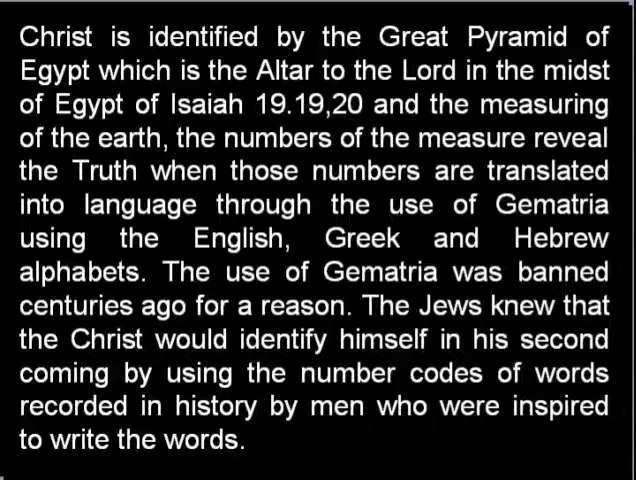 Christ is identified by the Great Pyramid of
Egypt which is the Altar to the Lord in the midst
of Egypt of Isaiah 19.19,20 and the measuring
of the earth, the numbers of the measure reveal
the Truth when those numbers are translated
into language through the use of Gematria
using the English, Greek and Hebrew
alphabets. The use of Gematria was banned
centuries ago for a reason. The Jews knew that
the Christ would identify himself in his second
coming by using the number codes of words
recorded in history by men who were inspired
to write the words.